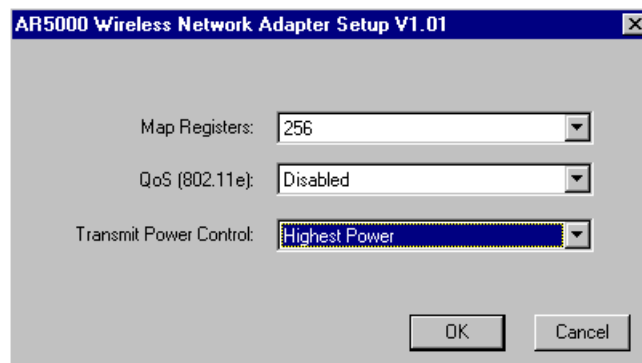 AR5000 Wireless Network Adapter Setup V1.01
Map Registers: 256
QoS (802.11e): Disabled
Transmit Power Control: Highest Power
OK Cancel